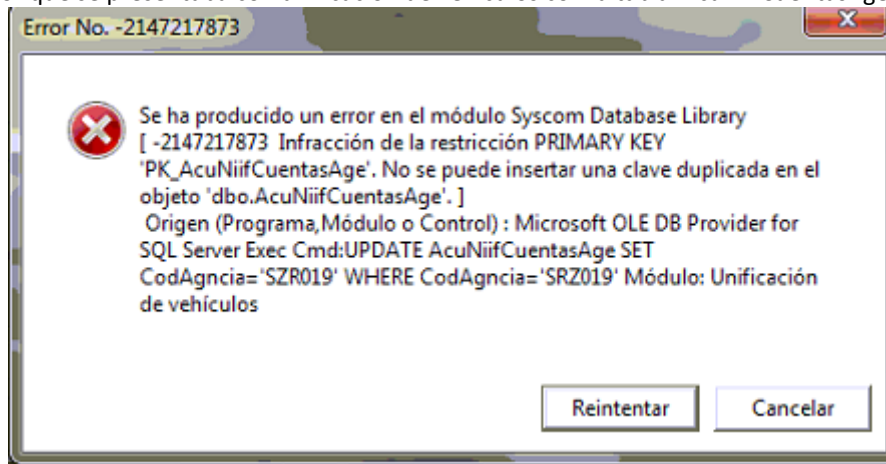 Error No. -2147217873
Se ha producido un error en el módulo Syscom Database Library
[ -2147217873 Infracción de la restricción PRIMARY KEY
'PK_AcuNiifCuentasAge'. No se puede insertar una clave duplicada en el
objeto 'dbo.AcuNiifCuentasAge'. ]
Origen (Programa,Módulo o Control) : Microsoft OLE DB Provider for
SQL Server Exec Cmd:UPDATE AcuNiifCuentasAge SET
CodAgncia='SZR019' WHERE CodAgncia='SRZ019' Módulo: Unificación
de vehículos
Reintentar
Cancelar